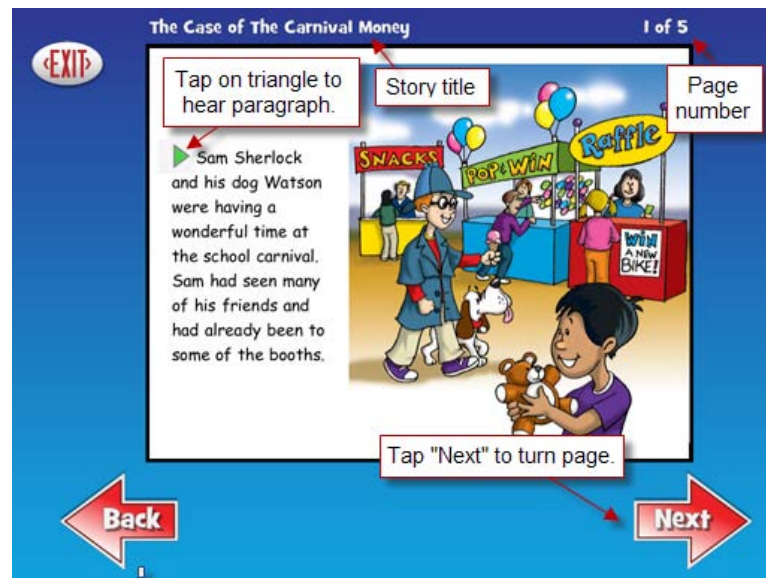 The Case of The Carnival Money
1 of 5
‹EXIT›
Tap on triangle to
hear paragraph.
Story title
Page
number
Sam Sherlock
and his dog Watson
were having a
wonderful time at
the school carnival.
Sam had seen many
of his friends and
had already been to
some of the booths.
SNACKS
POP & WIN
Raffle
WIN
A NEW
BIKE!
Tap "Next" to turn page.
Back
Next